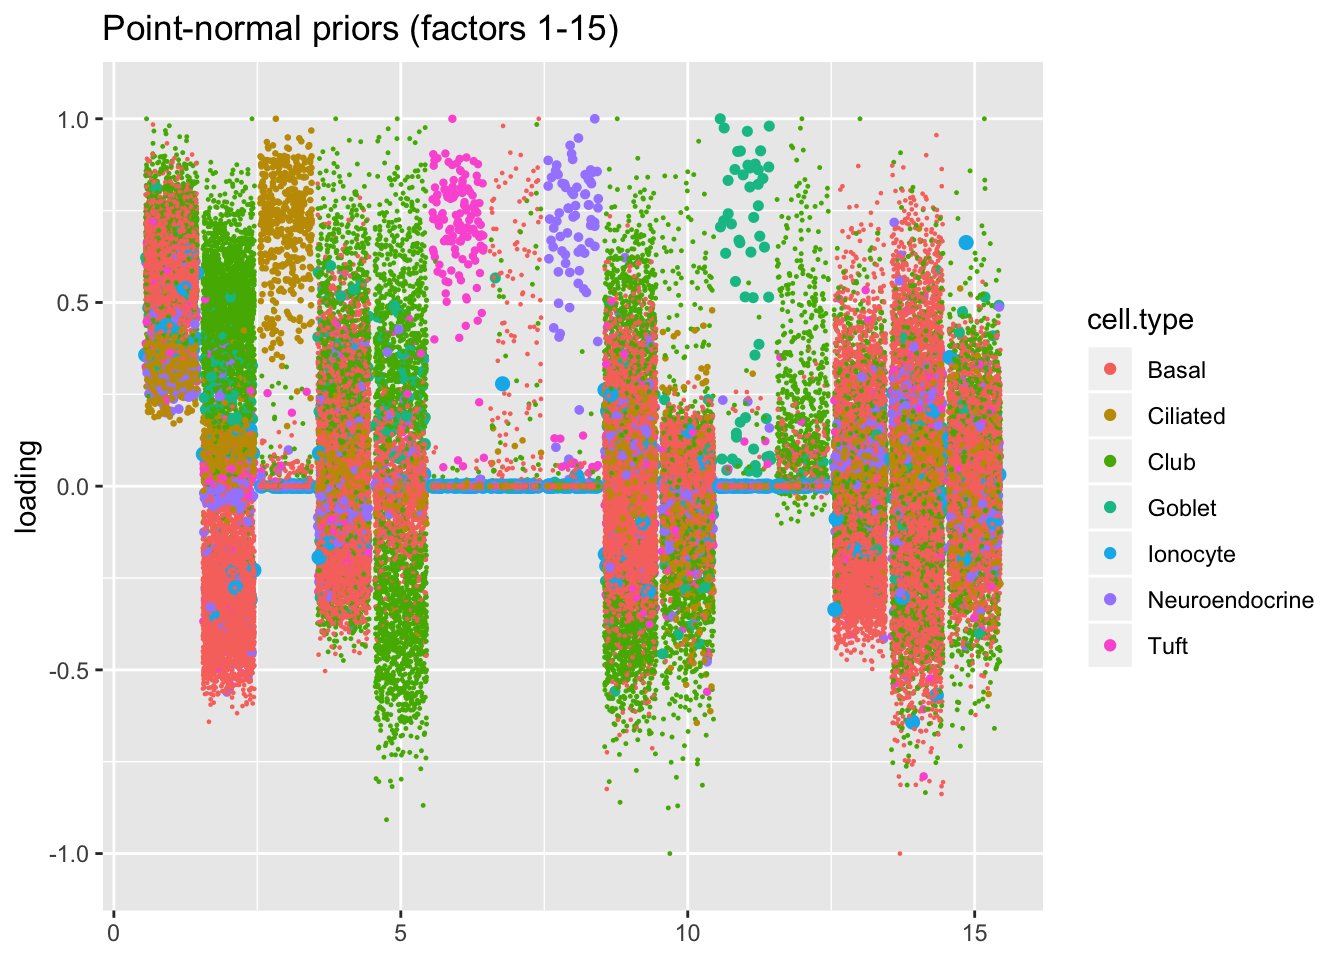 Point-normal priors (factors 1-15)
1.0
0.5
0.0
-0.5
-1.0
loading
0
5
10
15
cell.type
Basal
Ciliated
Club
Goblet
Ionocyte
Neuroendocrine
Tuft